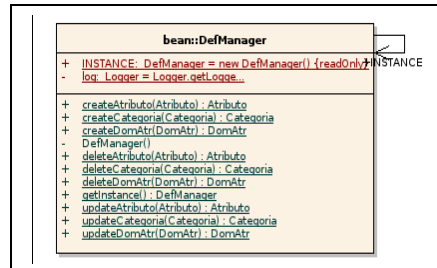 bean::DefManager
+ INSTANCE: DefManager = new DefManager() {readOnly}
- log: Logger = Logger.getLogge...
+INSTANCE
+ createAtributo(Atributo) : Atributo
+ createCategoria(Categoria) : Categoria
+ createDomAtr(DomAtr) : DomAtr
- DefManager()
+ deleteAtributo(Atributo) : Atributo
+ deleteCategoria(Categoria) : Categoria
+ deleteDomAtr(DomAtr) : DomAtr
+ getInstance() : DefManager
+ updateAtributo(Atributo) : Atributo
+ updateCategoria(Categoria) : Categoria
+ updateDomAtr(DomAtr) : DomAtr